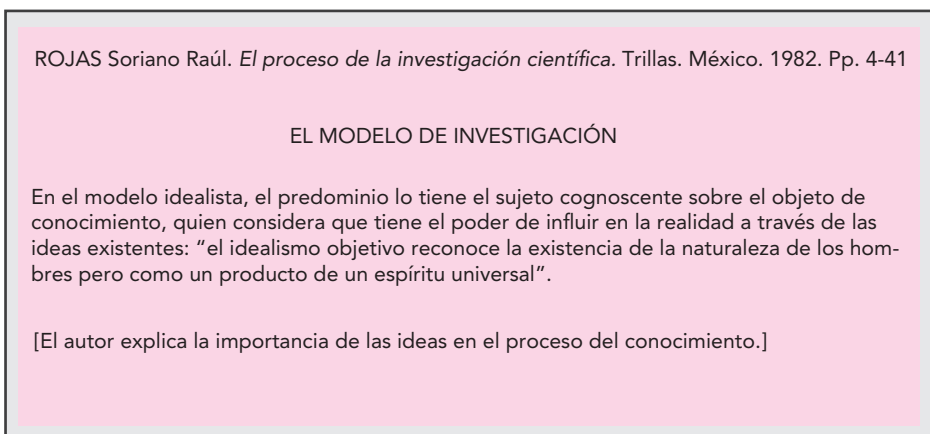 ROJAS Soriano Raúl. El proceso de la investigación científica. Trillas. México. 1982. Pp. 4-41
EL MODELO DE INVESTIGACIÓN
En el modelo idealista, el predominio lo tiene el sujeto cognoscente sobre el objeto de
conocimiento, quien considera que tiene el poder de influir en la realidad a través de las
ideas existentes: “el idealismo objetivo reconoce la existencia de la naturaleza de los hom-
bres pero como un producto de un espíritu universal”.
[El autor explica la importancia de las ideas en el proceso del conocimiento.]